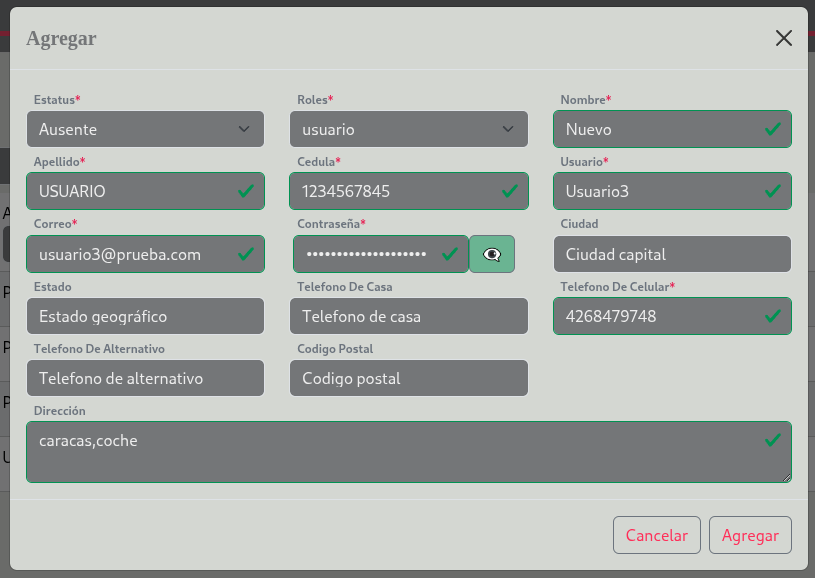 Agregar
Estatus* Roles* Nombre*
Ausente usuario Nuevo
Apellido* Cedula* Usuario*
USUARIO 1234567845 Usuario3
Correo* Contraseña* Ciudad
usuario3@prueba.com •••••••••••••••••••• Ciudad capital
Estado Telefono De Casa Telefono De Celular*
Estado geográfico Telefono de casa 4268479748
Telefono De Alternativo Codigo Postal
Telefono de alternativo Codigo postal
Dirección
caracas,coche
Cancelar Agregar